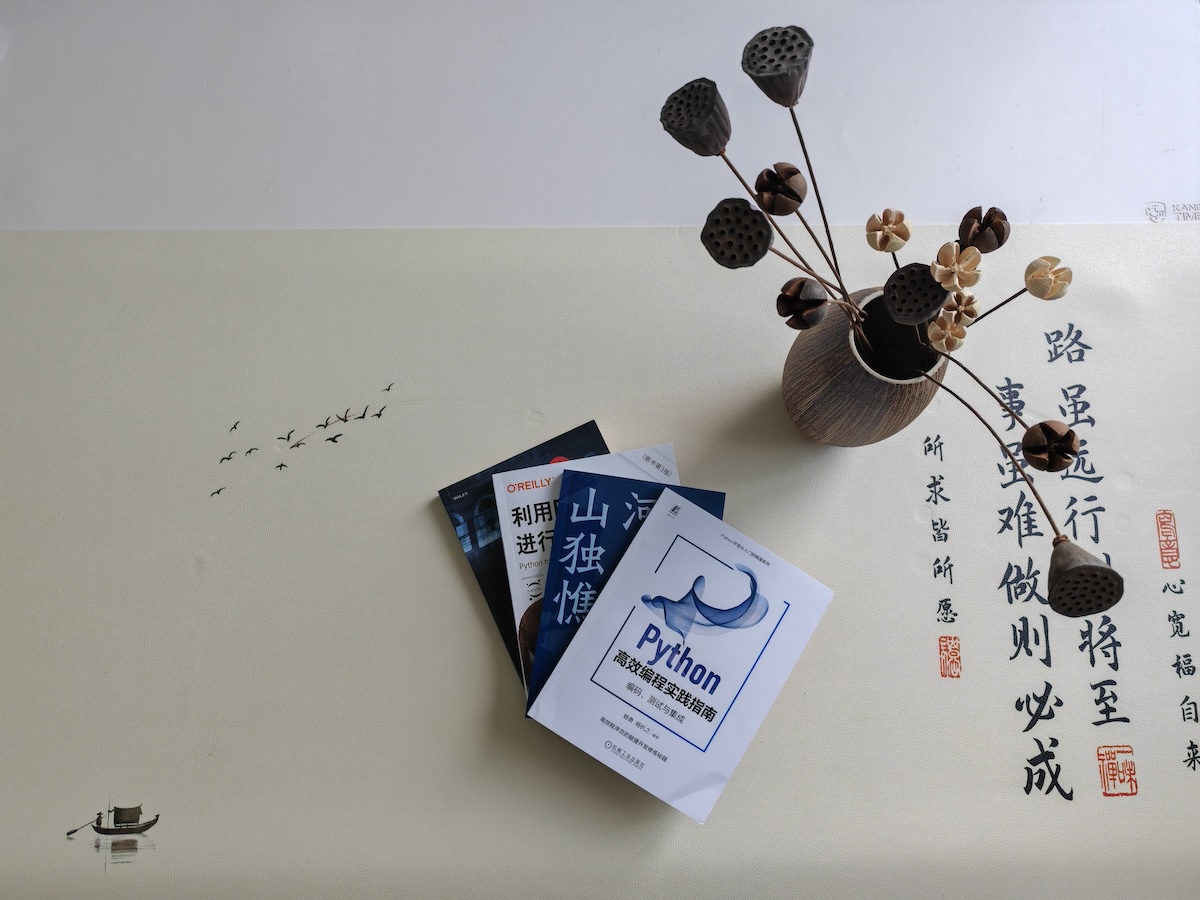 路虽远行则将至
事虽难做则必成
所求皆所愿
心宽福自来
WILEY
O'REILLY
利用
进行
Python
(原书第3版)
山河
独
憔
Python开发从入门到精通系列
Python
高效编程实践指南
编码、测试与集成
机械工业出版社